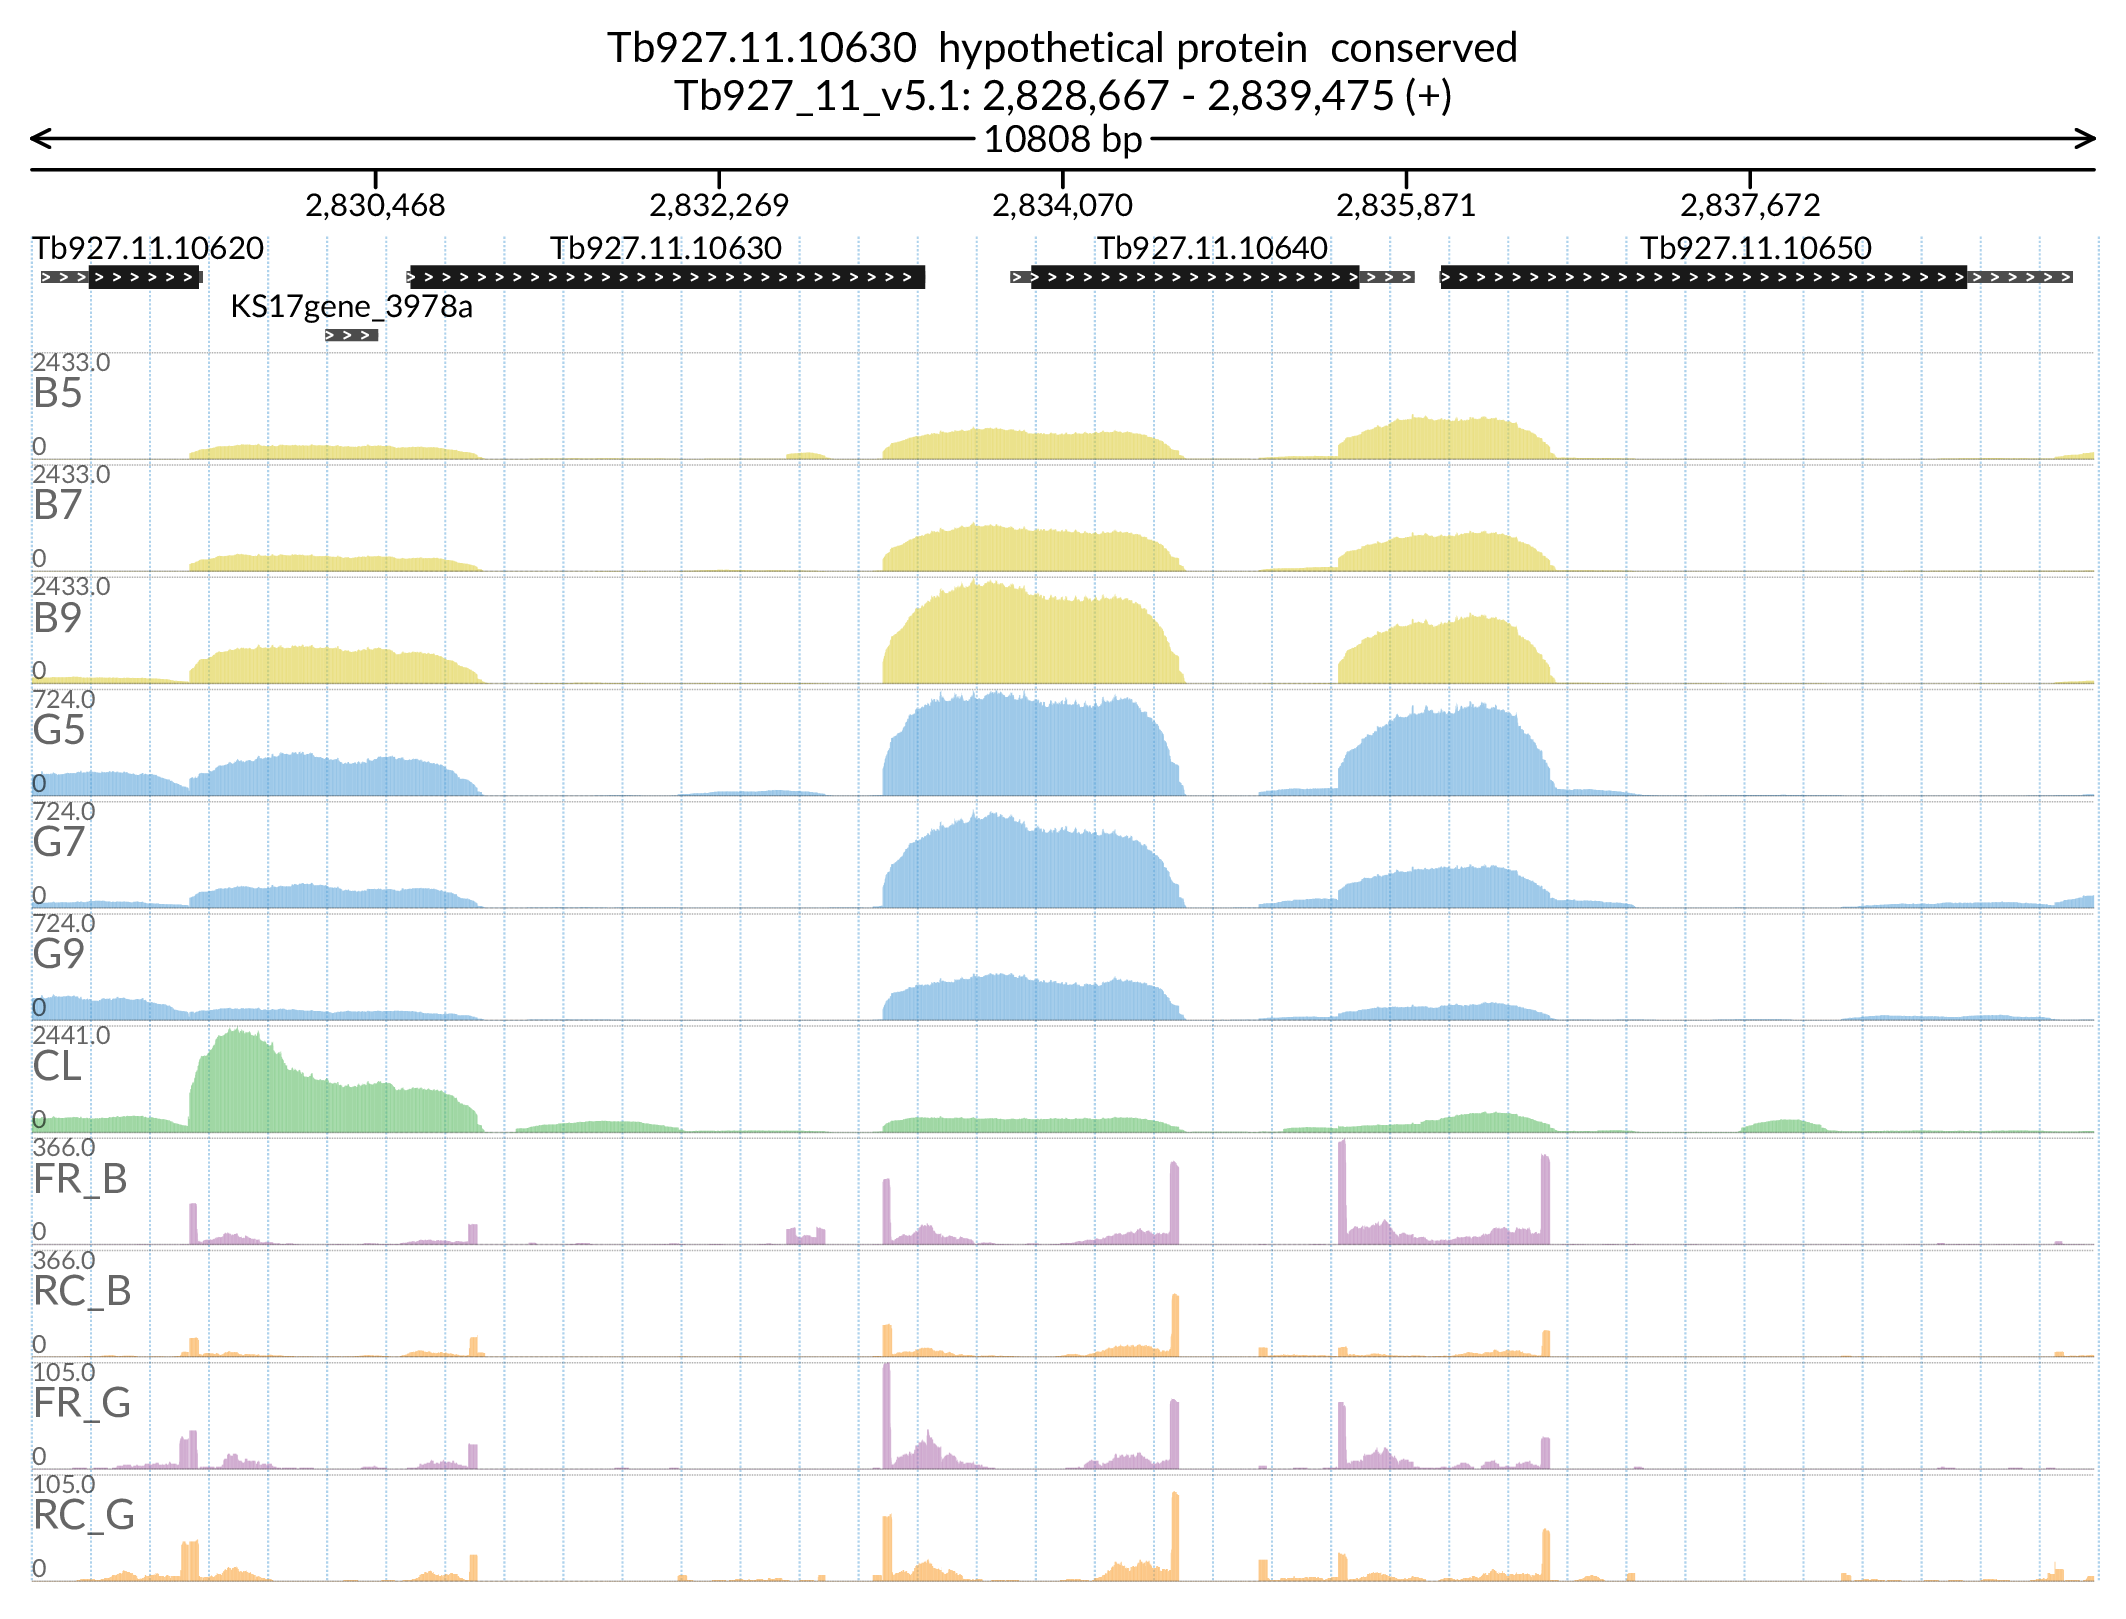 Tb927.11.10630  hypothetical protein  conserved
Tb927_11_v5.1: 2,828,667 - 2,839,475 (+)
10808 bp
2,830,468 2,832,269 2,834,070 2,835,871 2,837,672
Tb927.11.10620 Tb927.11.10630 Tb927.11.10640 Tb927.11.10650
KS17gene_3978a
2433.0
B5
0
2433.0
B7
0
2433.0
B9
0
724.0
G5
0
724.0
G7
0
724.0
G9
0
2441.0
CL
0
366.0
FR_B
0
366.0
RC_B
0
105.0
FR_G
0
105.0
RC_G
0